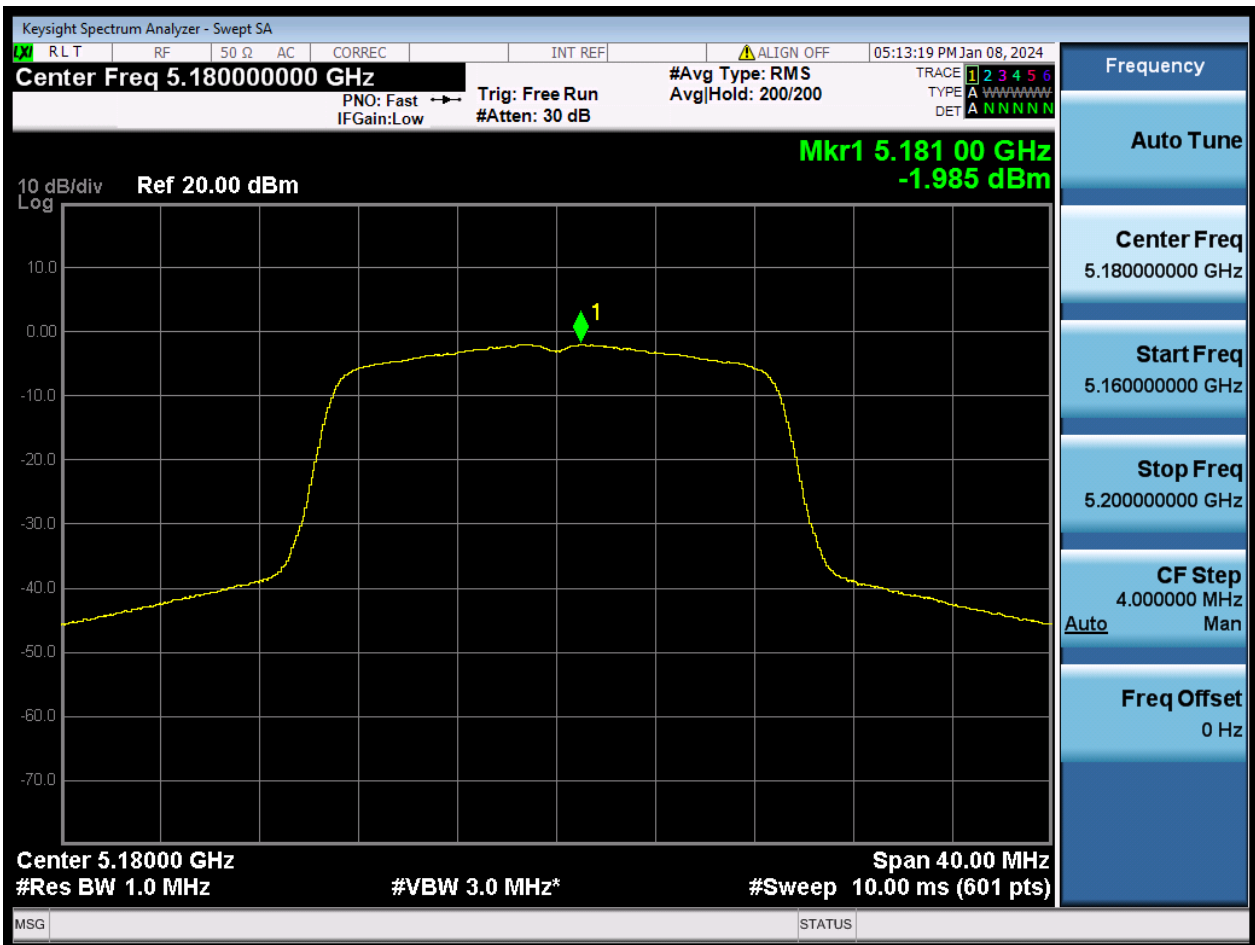 Keysight Spectrum Analyzer - Swept SA
LXI RLT RF 50 Ω AC CORREC INT REF ALIGN OFF 05:13:19 PM Jan 08, 2024
Center Freq 5.180000000 GHz
PNO: Fast
IFGain:Low
Trig: Free Run
#Atten: 30 dB
#Avg Type: RMS
Avg|Hold: 200/200
TRACE 1 2 3 4 5 6
TYPE A WWWWW
DET A N N N N N
Mkr1 5.181 00 GHz
-1.985 dBm
10 dB/div Ref 20.00 dBm
Log
10.0
0.00
-10.0
-20.0
-30.0
-40.0
-50.0
-60.0
-70.0
1
Center 5.18000 GHz Span 40.00 MHz
#Res BW 1.0 MHz #VBW 3.0 MHz* #Sweep 10.00 ms (601 pts)
Frequency
Auto Tune
Center Freq
5.180000000 GHz
Start Freq
5.160000000 GHz
Stop Freq
5.200000000 GHz
CF Step
4.000000 MHz
Auto Man
Freq Offset
0 Hz
MSG STATUS